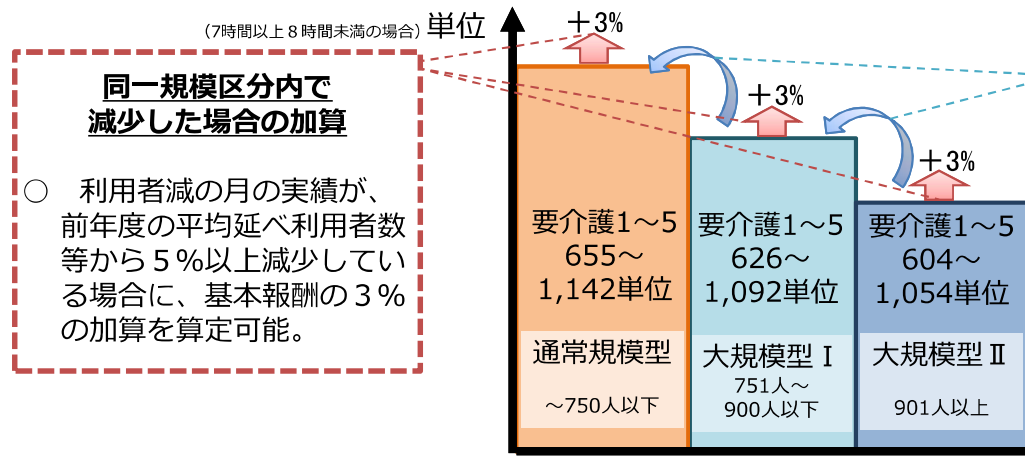 （7時間以上８時間未満の場合）
単位
同一規模区分内で
減少した場合の加算
○　利用者減の月の実績が、
前年度の平均延べ利用者数
等から５％以上減少してい
る場合に、基本報酬の３％
の加算を算定可能。
＋3%
＋3%
＋3%
要介護1～5
655～
1,142単位
通常規模型
～750人以下
要介護1～5
626～
1,092単位
大規模型Ⅰ
751人～
900人以下
要介護1～5
604～
1,054単位
大規模型Ⅱ
901人以上